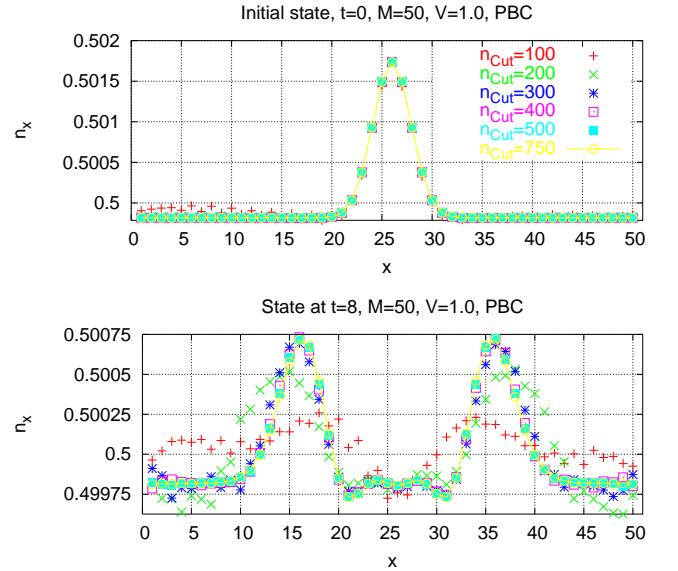 Initial state, t=0, M=50, V=1.0, PBC
0.502
0.5015
0.501
0.5005
0.5
n_x
n_Cut=100
n_Cut=200
n_Cut=300
n_Cut=400
n_Cut=500
n_Cut=750
0 5 10 15 20 25 30 35 40 45 50
x
State at t=8, M=50, V=1.0, PBC
0.50075
0.5005
0.50025
0.5
0.49975
n_x
0 5 10 15 20 25 30 35 40 45 50
x